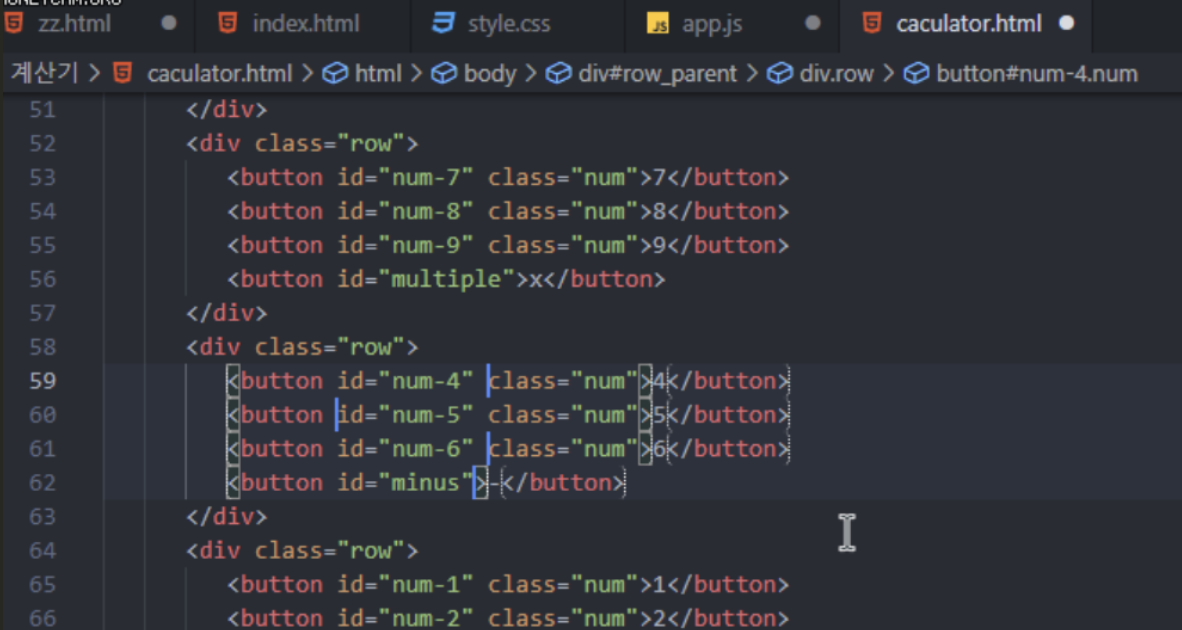 zz.html index.html style.css JS app.js caculator.html
계산기 > caculator.html > html > body > div#row_parent > div.row > button#num-4.num
51 </div>
52 <div class="row">
53 <button id="num-7" class="num">7</button>
54 <button id="num-8" class="num">8</button>
55 <button id="num-9" class="num">9</button>
56 <button id="multiple">x</button>
57 </div>
58 <div class="row">
59 <button id="num-4" class="num">4</button>
60 <button id="num-5" class="num">5</button>
61 <button id="num-6" class="num">6</button>
62 <button id="minus">-</button>
63 </div>
64 <div class="row">
65 <button id="num-1" class="num">1</button>
66 <button id="num-2" class="num">2</button>